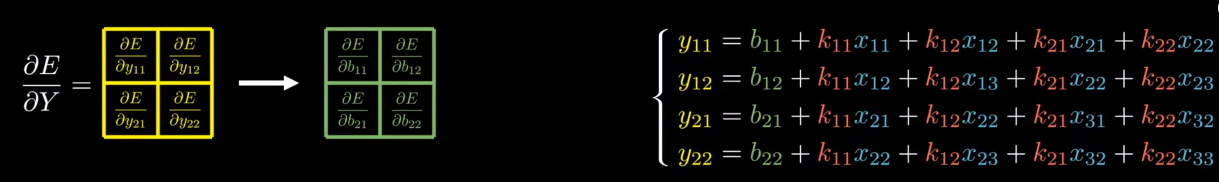 ∂E/∂Y = ∂E/∂y₁₁ ∂E/∂y₁₂ ∂E/∂y₂₁ ∂E/∂y₂₂
∂E/∂b₁₁ ∂E/∂b₁₂ ∂E/∂b₂₁ ∂E/∂b₂₂
y₁₁ = b₁₁ + k₁₁x₁₁ + k₁₂x₁₂ + k₂₁x₂₁ + k₂₂x₂₂
y₁₂ = b₁₂ + k₁₁x₁₂ + k₁₂x₁₃ + k₂₁x₂₂ + k₂₂x₂₃
y₂₁ = b₂₁ + k₁₁x₂₁ + k₁₂x₂₂ + k₂₁x₃₁ + k₂₂x₃₂
y₂₂ = b₂₂ + k₁₁x₂₂ + k₁₂x₂₃ + k₂₁x₃₂ + k₂₂x₃₃